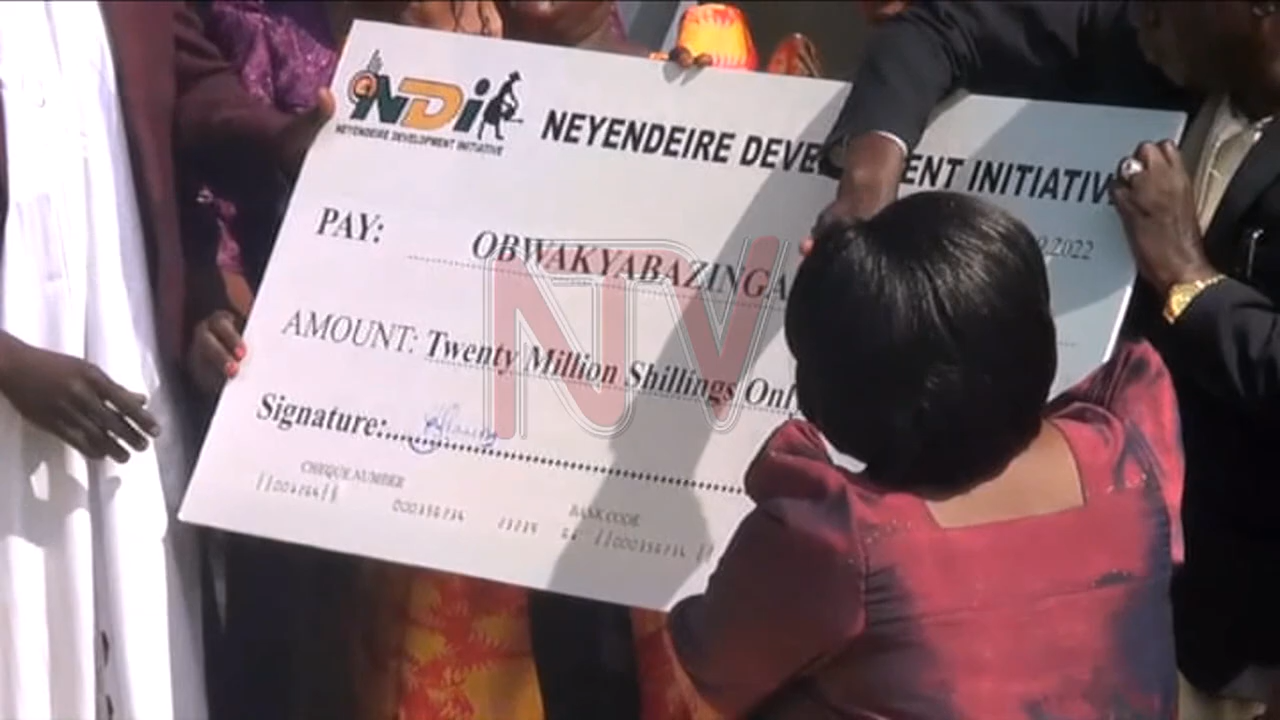 NDi
NEYENDEIRE DEVELOPMENT INITIATIVE
NEYENDEIRE DEVE ENT INITIATIV
2022
PAY: OBWAKYABAZINGA
AMOUNT: Twenty Million Shillings Onl
Signature:
NTV
CHEQUE NUMBER
BANK CODE